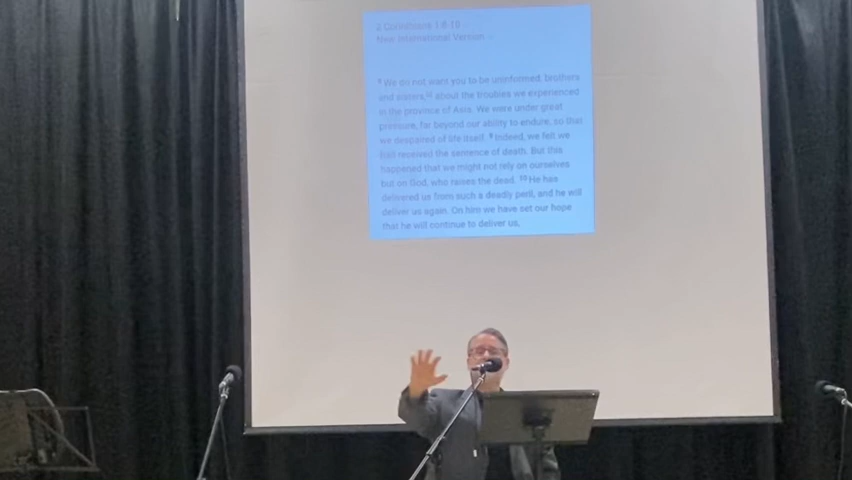 2 Corinthians 1:8-10
New International Version
8 We do not want you to be uninformed, brothers
and sisters, about the troubles we experienced
in the province of Asia. We were under great
pressure, far beyond our ability to endure, so that
we despaired of life itself. 9 Indeed, we felt we
had received the sentence of death. But this
happened that we might not rely on ourselves
but on God, who raises the dead. 10 He has
delivered us from such a deadly peril, and he will
deliver us again. On him we have set our hope
that he will continue to deliver us,